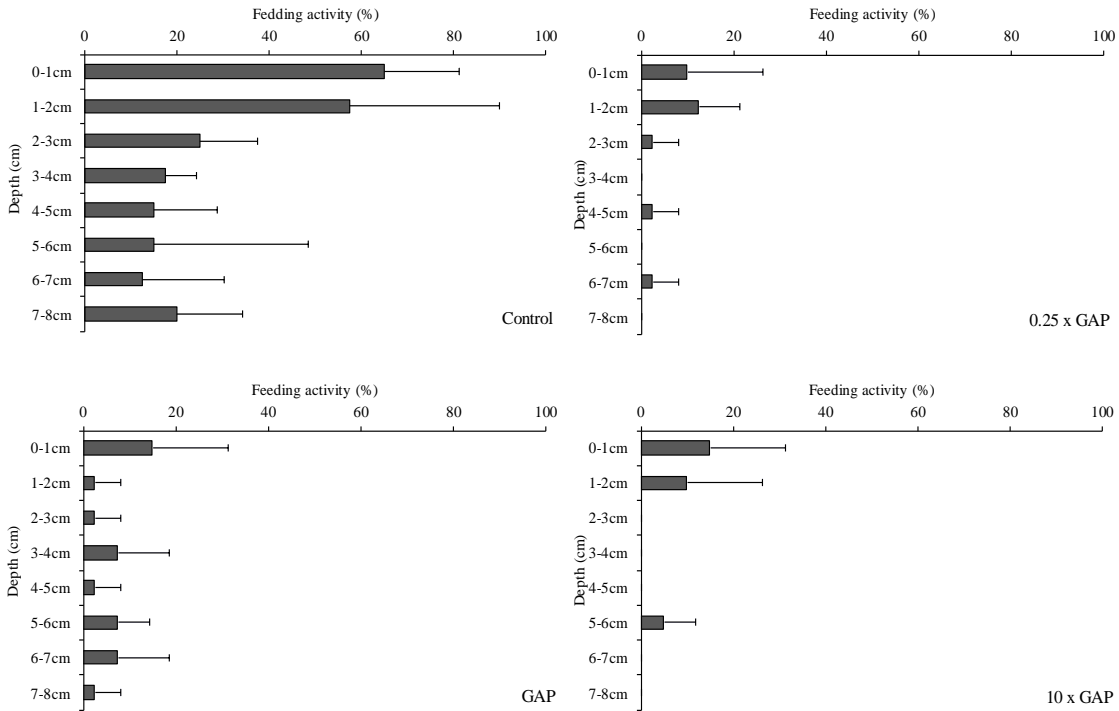 Fedding activity (%)
0 20 40 60 80 100
Depth (cm)
0-1cm
1-2cm
2-3cm
3-4cm
4-5cm
5-6cm
6-7cm
7-8cm
Control
Feeding activity (%)
0 20 40 60 80 100
Depth (cm)
0-1cm
1-2cm
2-3cm
3-4cm
4-5cm
5-6cm
6-7cm
7-8cm
0.25 x GAP
Feeding activity (%)
0 20 40 60 80 100
Depth (cm)
0-1cm
1-2cm
2-3cm
3-4cm
4-5cm
5-6cm
6-7cm
7-8cm
GAP
Feeding activity (%)
0 20 40 60 80 100
Depth (cm)
0-1cm
1-2cm
2-3cm
3-4cm
4-5cm
5-6cm
6-7cm
7-8cm
10 x GAP